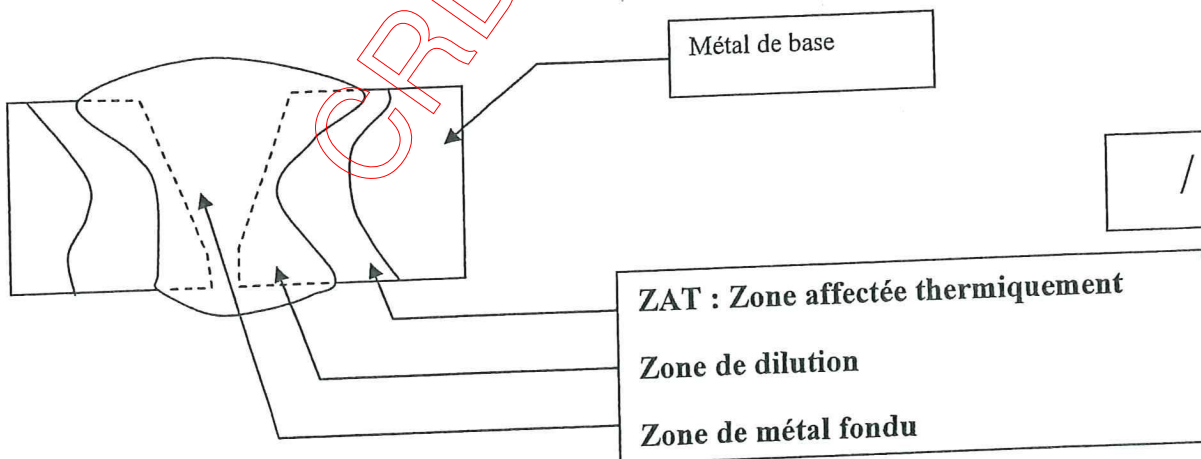 Métal de base
/
ZAT : Zone affectée thermiquement
Zone de dilution
Zone de métal fondu